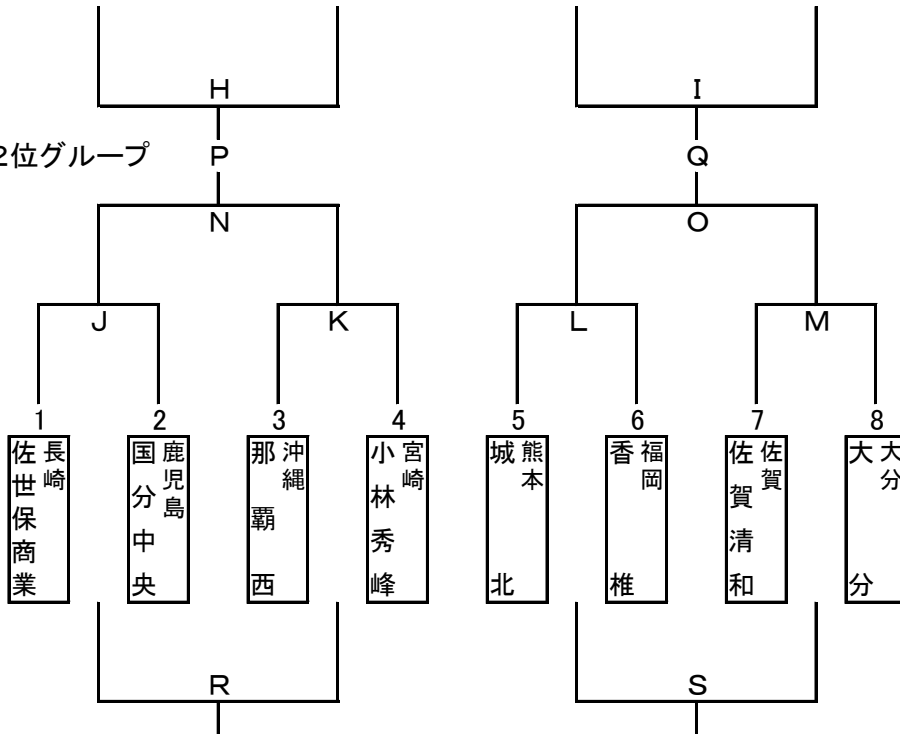 H I
2位グループ P Q
N O
J K L M
1 2 3 4 5 6 7 8
長崎
佐世保商業
鹿児島
国分中央
沖縄
那覇西
宮崎
小林秀峰
熊本
城北
福岡
香椎
佐賀
佐賀清和
大分
大分
R S